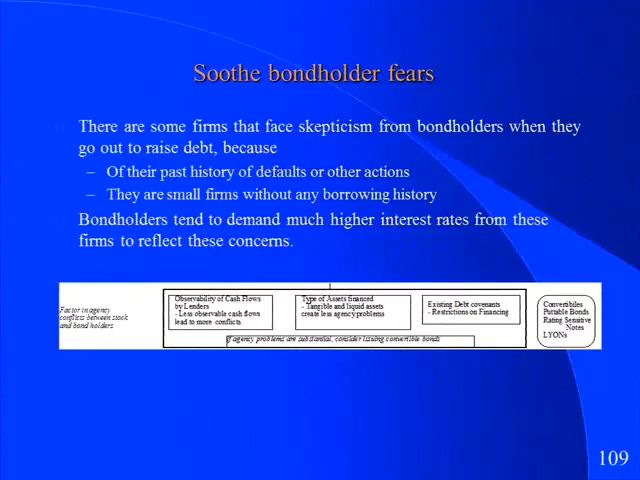 Soothe bondholder fears
There are some firms that face skepticism from bondholders when they
go out to raise debt, because
– Of their past history of defaults or other actions
– They are small firms without any borrowing history
Bondholders tend to demand much higher interest rates from these
firms to reflect these concerns.
Factor in agency
conflicts between stock
and bond holders
Observability of Cash Flows
by Lenders
- Less observable cash flows
lead to more conflicts
Type of Assets financed
- Tangible and liquid assets
create less agency problems
Existing Debt covenants
- Restrictions on Financing
Convertibiles
Puttable Bonds
Rating Sensitive
Notes
LYONs
If agency problems are substantial, consider issuing convertible bonds
109